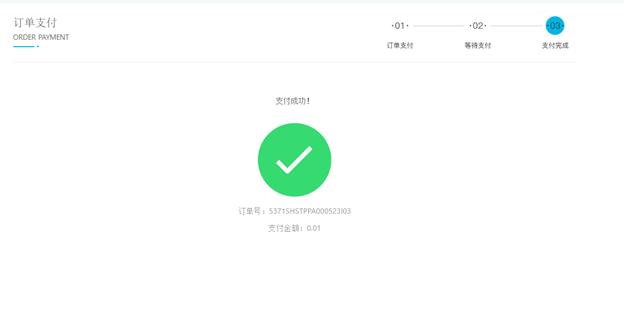 订单支付
ORDER PAYMENT
·01·
·02·
·03·
订单支付
等待支付
支付完成
支付成功！
订单号：5371SHSTPPA000523I03
支付金额：0.01